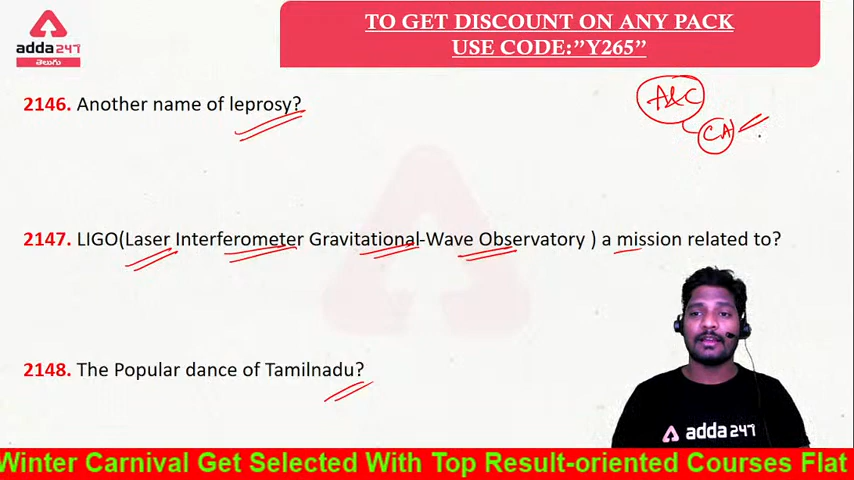 TO GET DISCOUNT ON ANY PACK
USE CODE:”Y265”
adda247
తెలుగు
2146. Another name of leprosy?
A&C
CA
2147. LIGO(Laser Interferometer Gravitational-Wave Observatory ) a mission related to?
2148. The Popular dance of Tamilnadu?
adda247
Winter Carnival Get Selected With Top Result-oriented Courses Flat